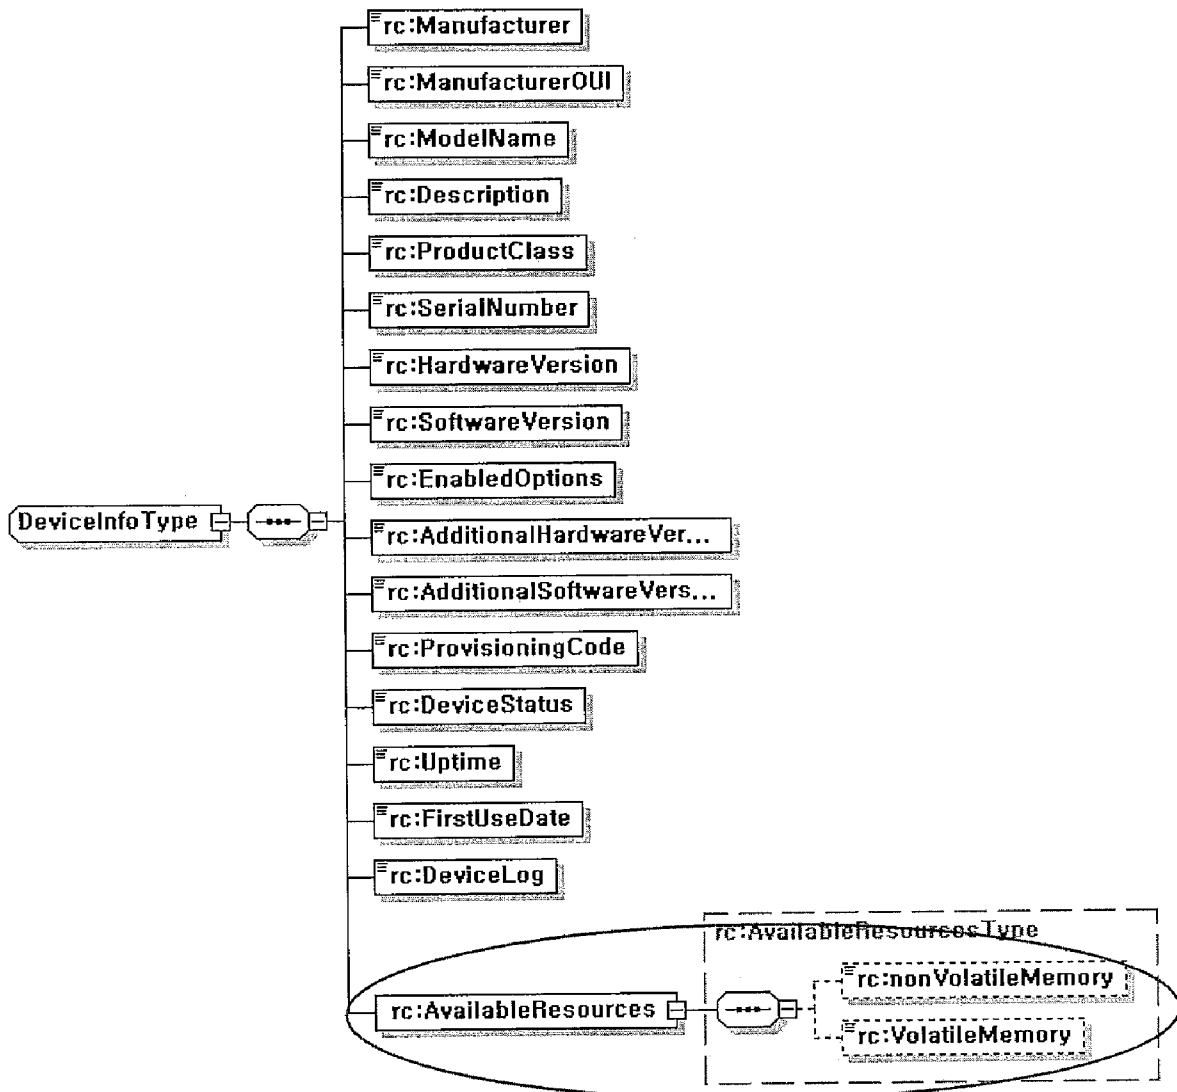 rc:Manufacturer
rc:ManufacturerOUI
rc:ModelName
rc:Description
rc:ProductClass
rc:SerialNumber
rc:HardwareVersion
rc:SoftwareVersion
rc:EnabledOptions
DeviceInfoType
rc:AdditionalHardwareVer...
rc:AdditionalSoftwareVers...
rc:ProvisioningCode
rc:DeviceStatus
rc:Uptime
rc:FirstUseDate
rc:DeviceLog
rc:AvailableResourcesType
rc:nonVolatileMemory
rc:AvailableResources
rc:VolatileMemory